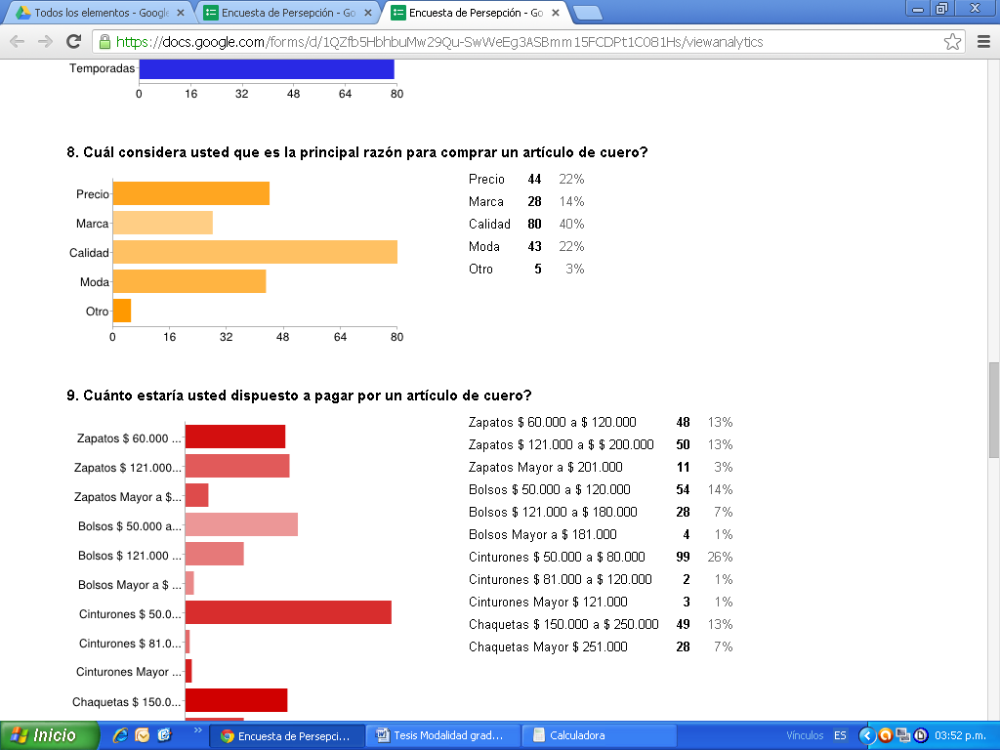 Todos los elementos - Google
Encuesta de Percepción - Go
Encuesta de Percepción - Go
https://docs.google.com/forms/d/1QZfb5HbhbuMw29Qu-SwWeEg3ASBmm15FCDPt1C081Hs/viewanalytics
Temporadas
0 16 32 48 64 80
8. Cuál considera usted que es la principal razón para comprar un artículo de cuero?
Precio
Marca
Calidad
Moda
Otro
0 16 32 48 64 80
Precio 44 22%
Marca 28 14%
Calidad 80 40%
Moda 43 22%
Otro 5 3%
9. Cuánto estaría usted dispuesto a pagar por un artículo de cuero?
Zapatos $ 60.000 ...
Zapatos $ 121.000...
Zapatos Mayor a $...
Bolsos $ 50.000 a...
Bolsos $ 121.000 ...
Bolsos Mayor a $ ...
Cinturones $ 50.0...
Cinturones $ 81.0...
Cinturones Mayor ...
Chaquetas $ 150.0...
Zapatos $ 60.000 a $ 120.000 48 13%
Zapatos $ 121.000 a $ $ 200.000 50 13%
Zapatos Mayor a $ 201.000 11 3%
Bolsos $ 50.000 a $ 120.000 54 14%
Bolsos $ 121.000 a $ 180.000 28 7%
Bolsos Mayor a $ 181.000 4 1%
Cinturones $ 50.000 a $ 80.000 99 26%
Cinturones $ 81.000 a $ 120.000 2 1%
Cinturones Mayor $ 121.000 3 1%
Chaquetas $ 150.000 a $ 250.000 49 13%
Chaquetas Mayor $ 251.000 28 7%
Inicio
Encuesta de Percepci...
Tesis Modalidad grad...
Calculadora
Vínculos
ES
03:52 p.m.